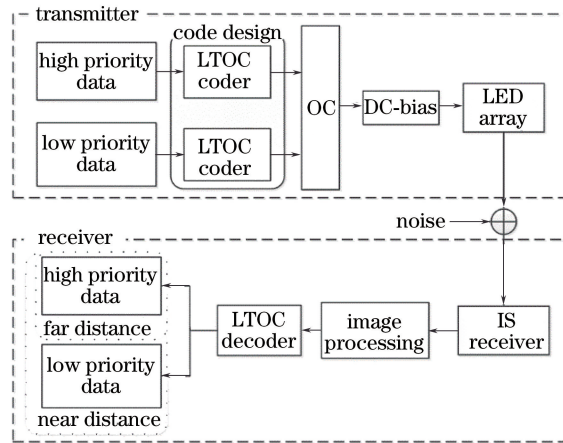 transmitter
code design
high priority
data
LTOC
coder
OC
DC-bias
LED
array
low priority
data
LTOC
coder
noise
receiver
high priority
data
far distance
low priority
data
near distance
LTOC
decoder
image
processing
IS
receiver